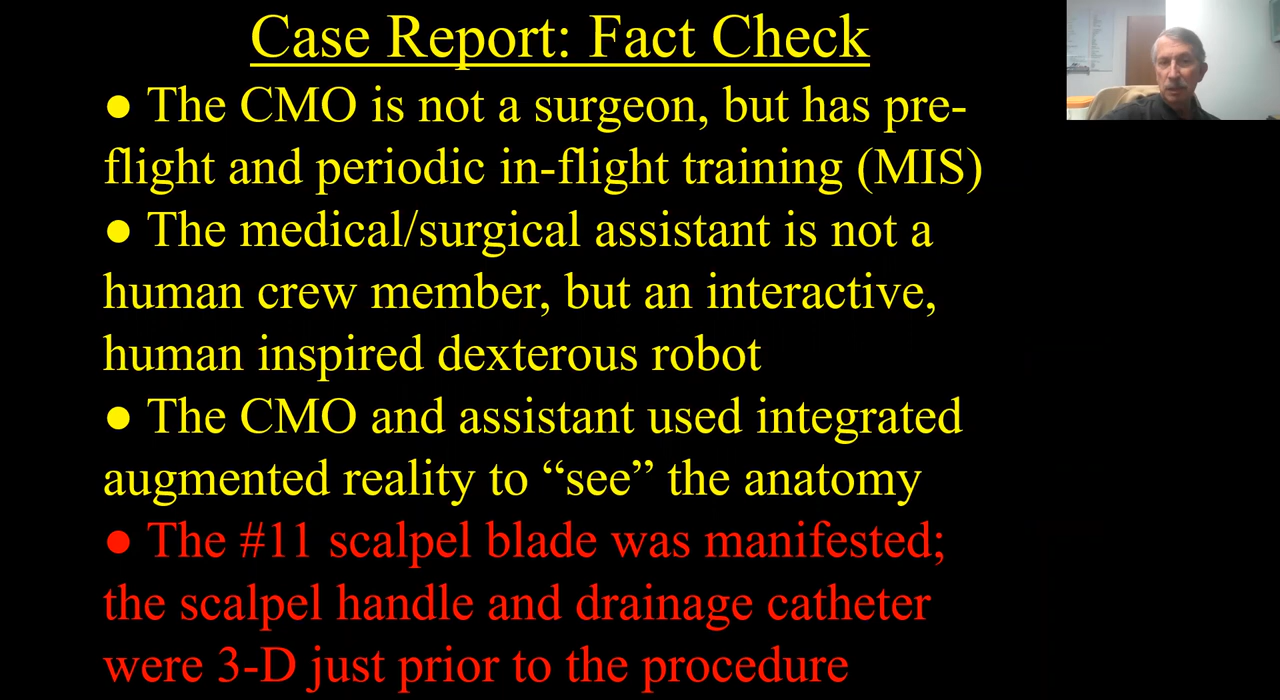 Case Report: Fact Check
● The CMO is not a surgeon, but has pre-
flight and periodic in-flight training (MIS)
● The medical/surgical assistant is not a
human crew member, but an interactive,
human inspired dexterous robot
● The CMO and assistant used integrated
augmented reality to “see” the anatomy
● The #11 scalpel blade was manifested;
the scalpel handle and drainage catheter
were 3-D just prior to the procedure